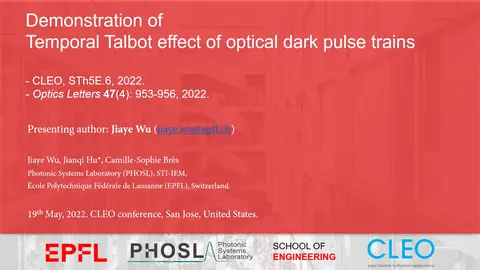 Demonstration of
Temporal Talbot effect of optical dark pulse trains
- CLEO, STh5E.6, 2022.
- Optics Letters 47(4): 953-956, 2022.
Presenting author: Jiaye Wu (jiaye.wu@epfl.ch)
Jiaye Wu, Jianqi Hu*, Camille-Sophie Brès
Photonic Systems Laboratory (PHOSL), STI-IEM,
École Polytechnique Fédérale de Lausanne (EPFL), Switzerland.
19th May, 2022. CLEO conference, San Jose, United States.
EPFL
PHOSL
Photonic
Systems
Laboratory
SCHOOL OF
ENGINEERING
CLEO